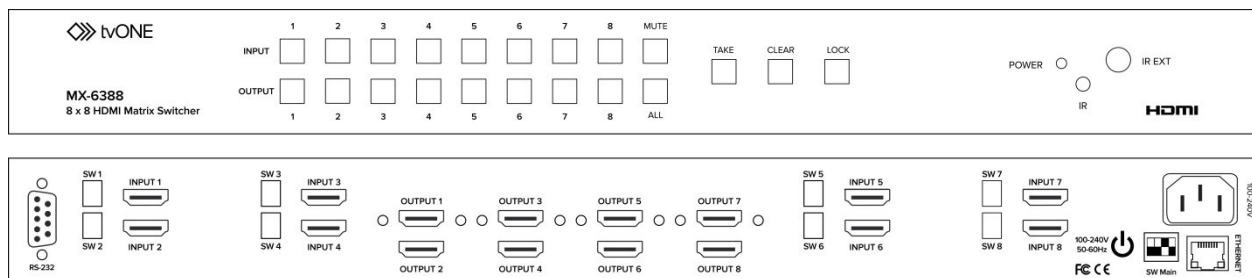 tvONE
1 2 3 4 5 6 7 8 MUTE
INPUT
OUTPUT
1 2 3 4 5 6 7 8 ALL
TAKE CLEAR LOCK
POWER
IR
IR EXT
HDMI
MX-6388
8 x 8 HDMI Matrix Switcher
RS-232
SW 1
SW 2
INPUT 1
INPUT 2
SW 3
SW 4
INPUT 3
INPUT 4
OUTPUT 1 OUTPUT 3 OUTPUT 5 OUTPUT 7
OUTPUT 2 OUTPUT 4 OUTPUT 6 OUTPUT 8
SW 5
SW 6
INPUT 5
INPUT 6
SW 7
SW 8
INPUT 7
INPUT 8
100-240V
50-60Hz
FC CE
SW Main
100-240V
ETHERNET